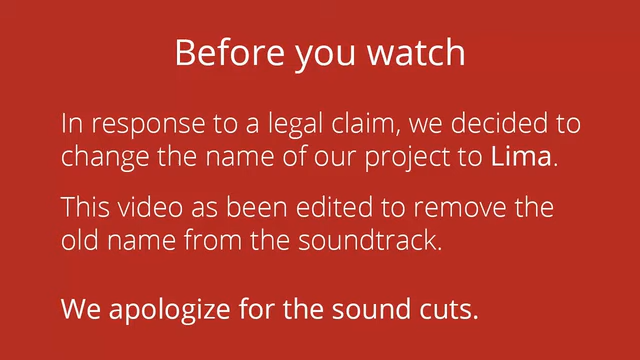 Before you watch
In response to a legal claim, we decided to
change the name of our project to Lima.
This video as been edited to remove the
old name from the soundtrack.
We apologize for the sound cuts.